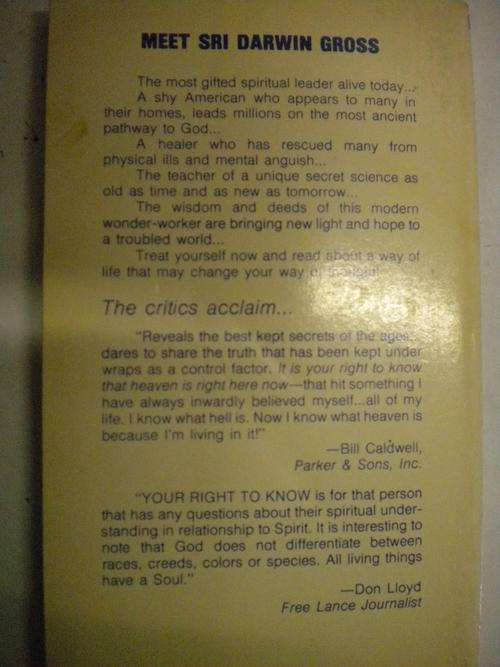 MEET SRI DARWIN GROSS
The most gifted spiritual leader alive today...
A shy American who appears to many in
their homes, leads millions on the most ancient
pathway to God...
A healer who has rescued many from
physical ills and mental anguish...
The teacher of a unique secret science as
old as time and as new as tomorrow...
The wisdom and deeds of this modern
wonder-worker are bringing new light and hope to
a troubled world...
Treat yourself now and read about a way of
life that may change your way of
The critics acclaim...
"Reveals the best kept secrets of the ages,
dares to share the truth that has been kept under
wraps as a control factor. It is your right to know
that heaven is right here now—that hit something I
have always inwardly believed myself...all of my
life. I know what hell is. Now I know what heaven is
because I'm living in it!"
—Bill Caldwell,
Parker & Sons, Inc.
"YOUR RIGHT TO KNOW is for that person
that has any questions about their spiritual under-
standing in relationship to Spirit. It is interesting to
note that God does not differentiate between
races, creeds, colors or species. All living things
have a Soul."
—Don Lloyd
Free Lance Journalist